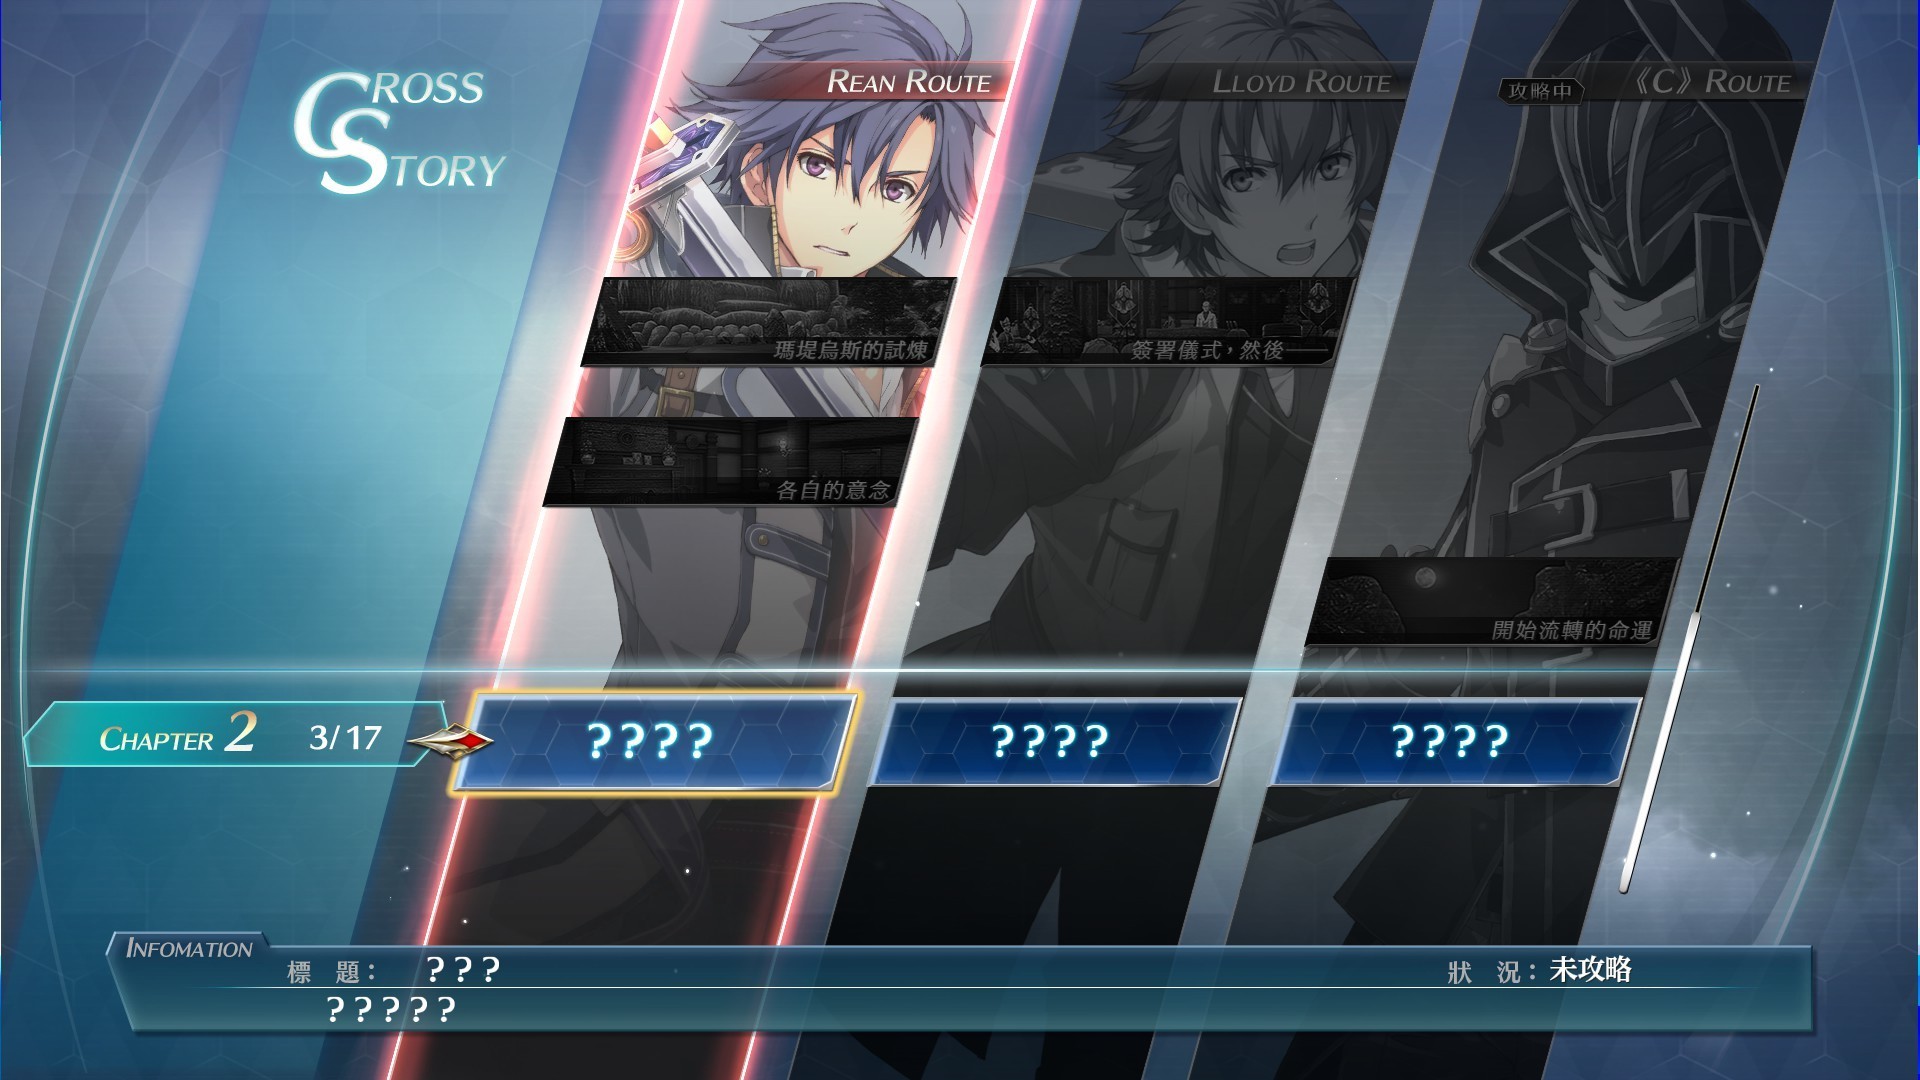 CROSS
STORY
REAN ROUTE
LLOYD ROUTE
攻略中
《C》 ROUTE
瑪堤烏斯的試煉
簽署儀式，然後——
各自的意念
開始流轉的命運
CHAPTER 2 3/17
????
????
????
INFOMATION
標 題： ???
狀 況：未攻略
?????